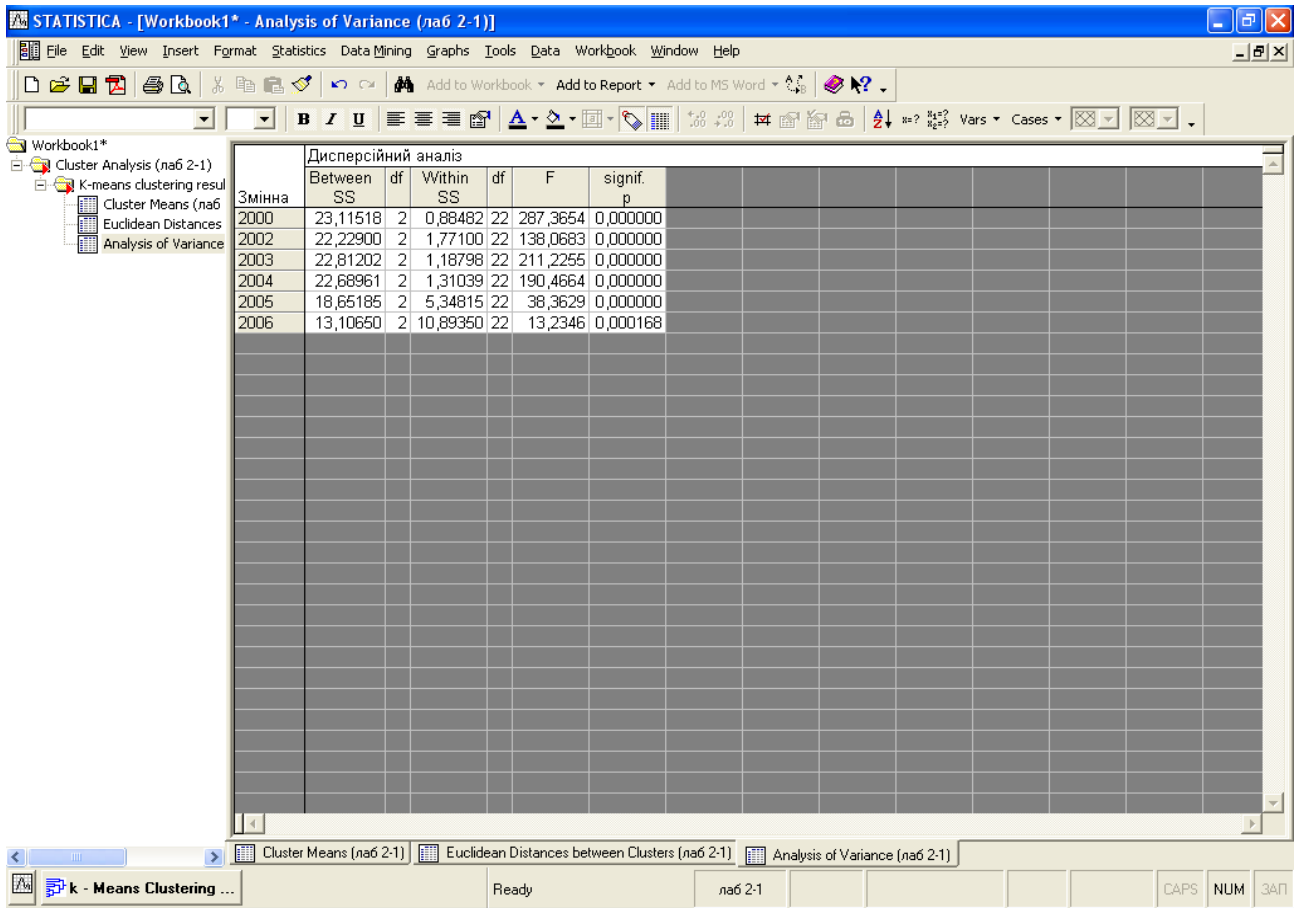 STATISTICA - [Workbook1* - Analysis of Variance (лаб 2-1)]
File Edit View Insert Format Statistics Data Mining Graphs Tools Data Workbook Window Help
Add to Workbook Add to Report Add to MS Word
B I U A Vars Cases
Workbook1*
Cluster Analysis (лаб 2-1)
K-means clustering resul
Cluster Means (лаб
Euclidean Distances
Analysis of Variance
Дисперсійний аналіз
Змінна Between SS df Within SS df F signif. p
2000 23,11518 2 0,88482 22 287,3654 0,000000
2002 22,22900 2 1,77100 22 138,0683 0,000000
2003 22,81202 2 1,18798 22 211,2255 0,000000
2004 22,68961 2 1,31039 22 190,4664 0,000000
2005 18,65185 2 5,34815 22 38,3629 0,000000
2006 13,10650 2 10,89350 22 13,2346 0,000168
Cluster Means (лаб 2-1) Euclidean Distances between Clusters (лаб 2-1) Analysis of Variance (лаб 2-1)
k - Means Clustering ... Ready лаб 2-1 CAPS NUM ЗАП